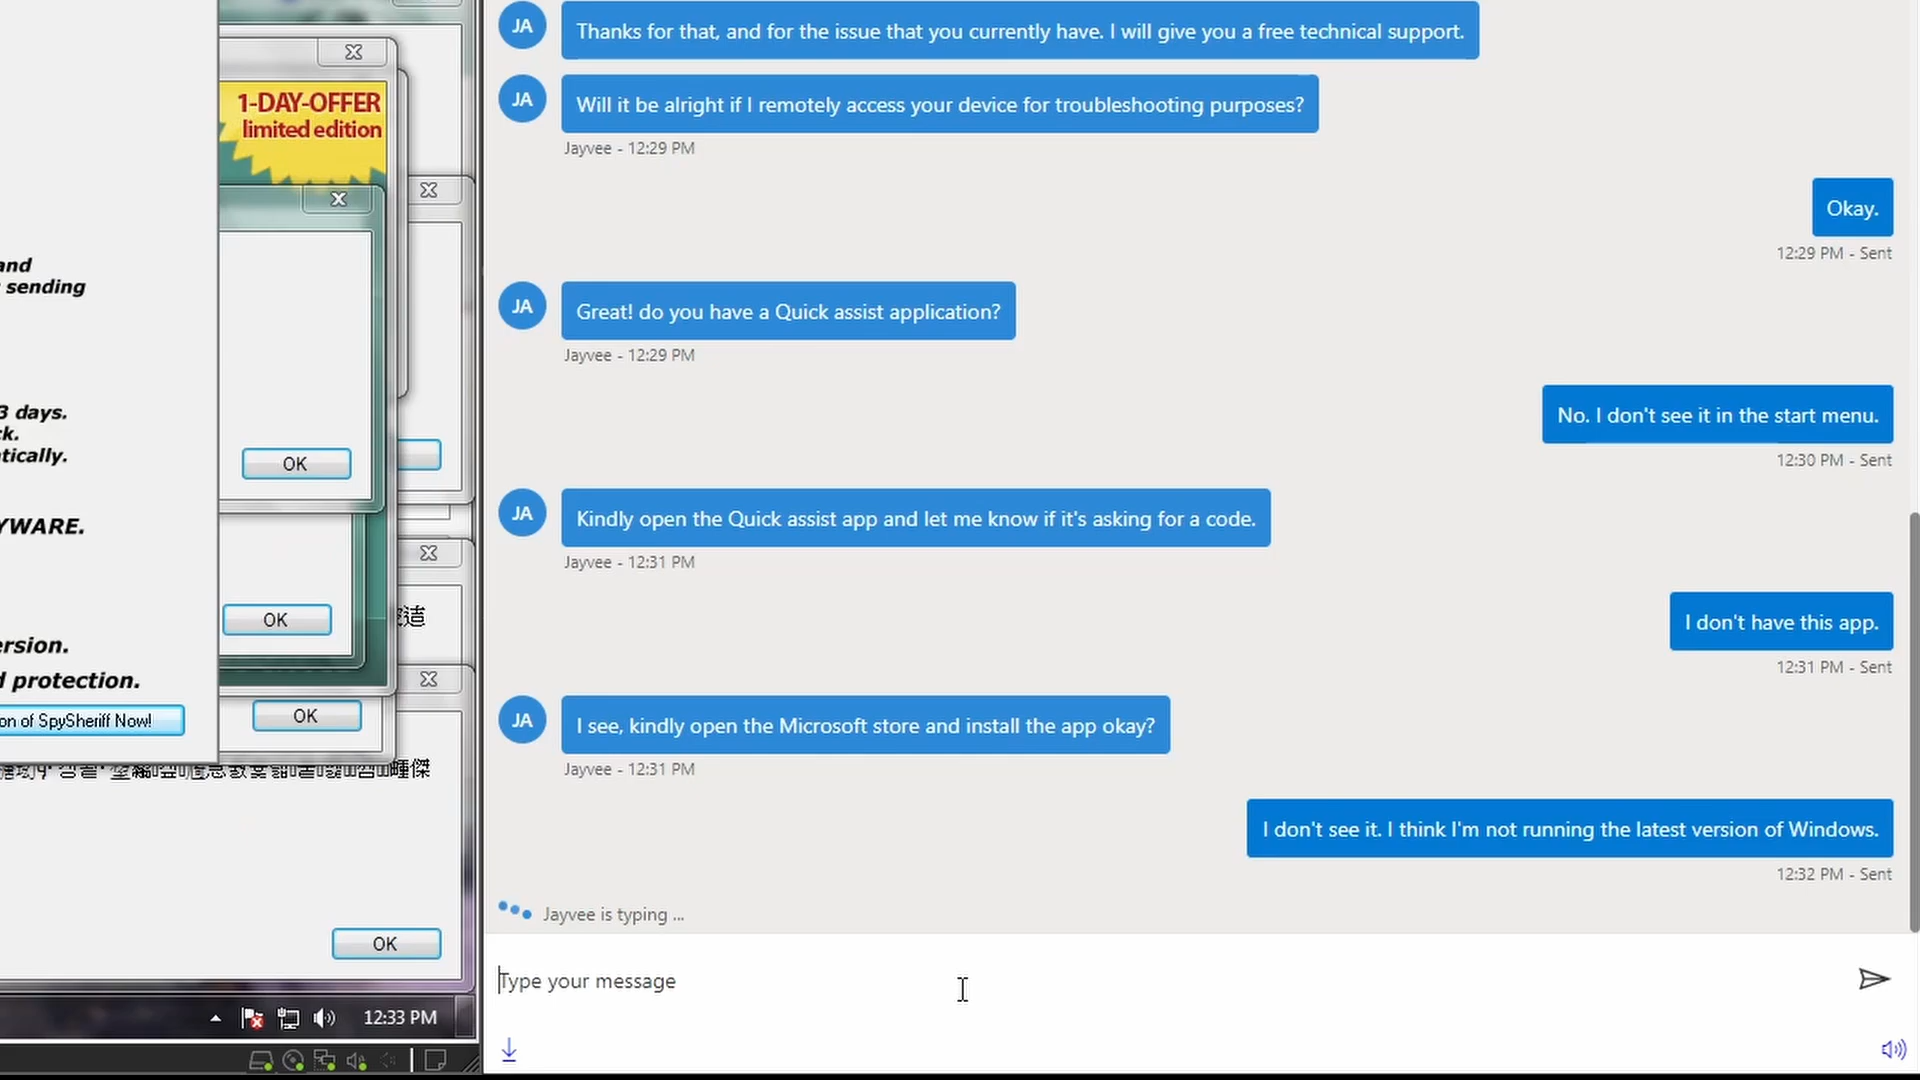 1-DAY-OFFER
limited edition
and
sending
3 days.
YWARE.
protection.
on of SpySheriff Now!
OK
OK
OK
OK
12:33 PM
JA
Thanks for that, and for the issue that you currently have. I will give you a free technical support.
JA
Will it be alright if I remotely access your device for troubleshooting purposes?
Jayvee - 12:29 PM
Okay.
12:29 PM - Sent
JA
Great! do you have a Quick assist application?
Jayvee - 12:29 PM
No. I don't see it in the start menu.
12:30 PM - Sent
JA
Kindly open the Quick assist app and let me know if it's asking for a code.
Jayvee - 12:31 PM
I don't have this app.
12:31 PM - Sent
JA
I see, kindly open the Microsoft store and install the app okay?
Jayvee - 12:31 PM
I don't see it. I think I'm not running the latest version of Windows.
12:32 PM - Sent
Jayvee is typing ...
Type your message